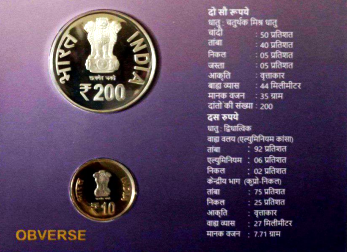 भारत
INDIA
सत्यमेव जयते
₹200
₹10
OBVERSE
दो सौ रूपये
धातु : चतुर्थक मिश्र धातु
चांदी : 50 प्रतिशत
तांबा : 40 प्रतिशत
निकल : 05 प्रतिशत
जस्ता : 05 प्रतिशत
आकृति : वृत्ताकार
बाह्य व्यास : 44 मिलीमीटर
मानक वजन : 35 ग्राम
दांतो की संख्या : 200
दस रुपये
धातु : द्विधात्विक
वाह्य वलय (एल्युमिनियम कांसा)
तांबा : 92 प्रतिशत
एल्युमिनियम : 06 प्रतिशत
निकल : 02 प्रतिशत
केन्द्रीय भाग (कूप्रो-निकल)
तांबा : 75 प्रतिशत
निकल : 25 प्रतिशत
आकृति : वृत्ताकार
वाह्य व्यास : 27 मिलीमीटर
मानक वजन : 7.71 ग्राम